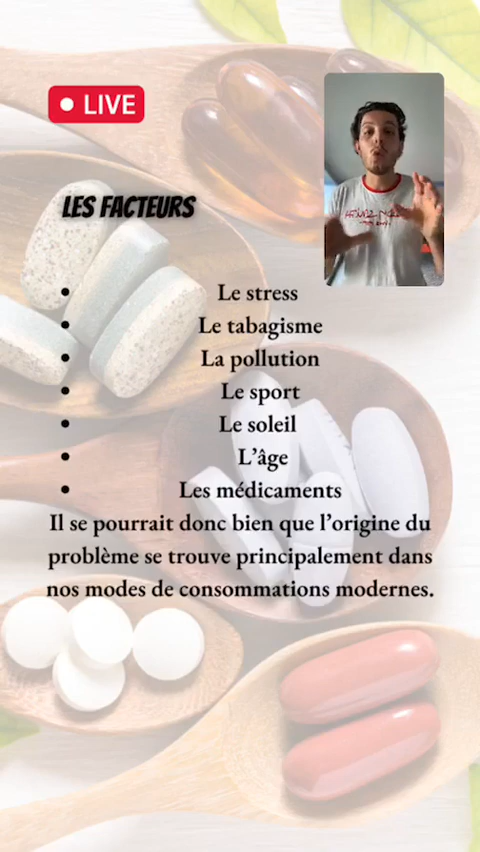 LIVE
LES FACTEURS
• Le stress
• Le tabagisme
• La pollution
• Le sport
• Le soleil
• L’âge
• Les médicaments
Il se pourrait donc bien que l’origine du
problème se trouve principalement dans
nos modes de consommations modernes.